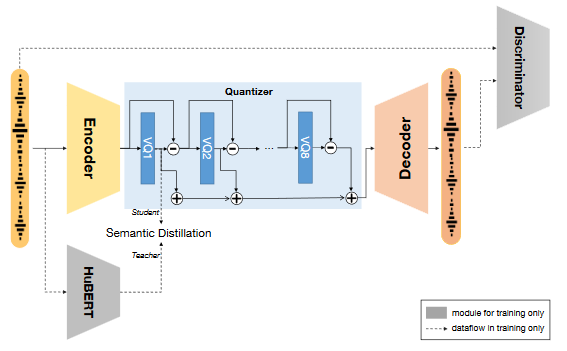 Discriminator
Quantizer
Encoder
VQ1
VQ2
...
VQ8
Decoder
Student
Semantic Distillation
Teacher
HuBERT
module for training only
dataflow in training only